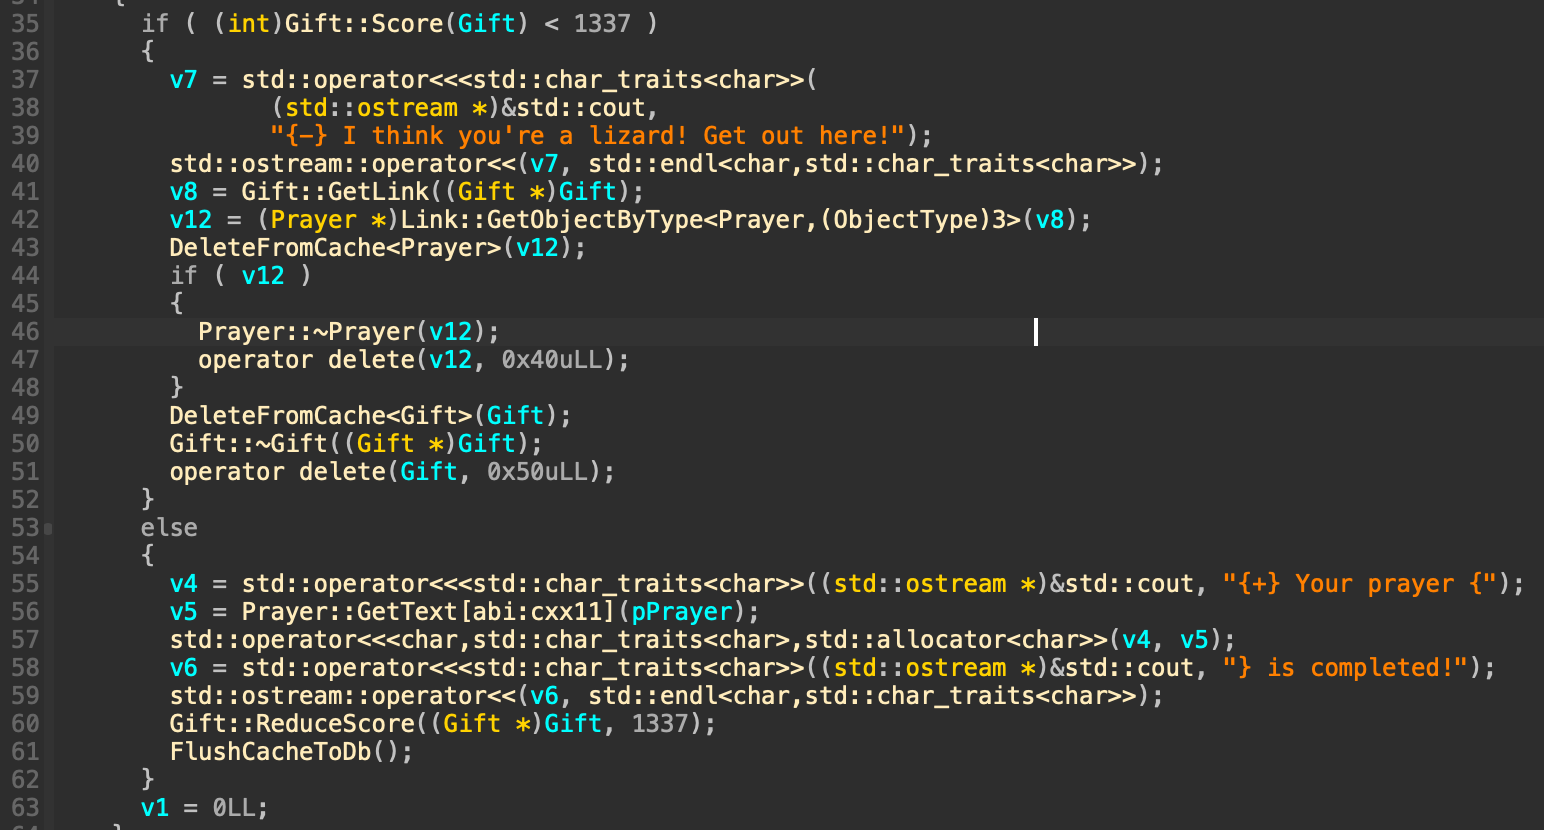 35 if ( (int)Gift::Score(Gift) < 1337 )
36 {
37 v7 = std::operator<<<std::char_traits<char>>(
38 (std::ostream *)&std::cout,
39 "{-} I think you're a lizard! Get out here!");
40 std::ostream::operator<<(v7, std::endl<char,std::char_traits<char>>);
41 v8 = Gift::GetLink((Gift *)Gift);
42 v12 = (Prayer *)Link::GetObjectByType<Prayer,(ObjectType)3>(v8);
43 DeleteFromCache<Prayer>(v12);
44 if ( v12 )
45 {
46 Prayer::~Prayer(v12);
47 operator delete(v12, 0x40uLL);
48 }
49 DeleteFromCache<Gift>(Gift);
50 Gift::~Gift((Gift *)Gift);
51 operator delete(Gift, 0x50uLL);
52 }
53 else
54 {
55 v4 = std::operator<<<std::char_traits<char>>((std::ostream *)&std::cout, "{+} Your prayer {");
56 v5 = Prayer::GetText[abi:cxx11](pPrayer);
57 std::operator<<<char,std::char_traits<char>,std::allocator<char>>(v4, v5);
58 v6 = std::operator<<<std::char_traits<char>>((std::ostream *)&std::cout, "} is completed!");
59 std::ostream::operator<<(v6, std::endl<char,std::char_traits<char>>);
60 Gift::ReduceScore((Gift *)Gift, 1337);
61 FlushCacheToDb();
62 }
63 v1 = 0LL;